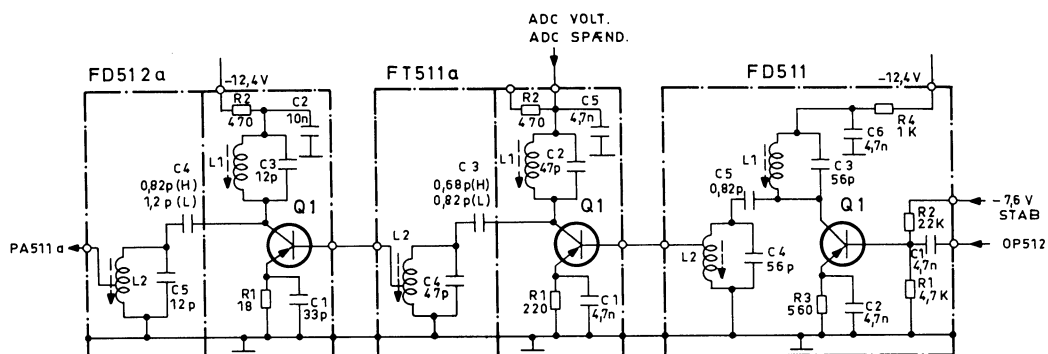 ADC VOLT.
ADC SPÆND.
FD512a
-12,4V
R2
470
C2
10n
L1
C3
12p
C4
0,82p(H)
1,2p(L)
Q1
PA511a
L2
C5
12p
R1
18
C1
33p
FT511a
R2
470
C5
4,7n
L1
C2
47p
C3
0,68p(H)
0,82p(L)
Q1
L2
C4
47p
R1
220
C1
4,7n
FD511
-12,4V
R4
1K
C6
4,7n
L1
C3
56p
C5
0,82p
Q1
-7,6V
STAB
R2
22K
OP512
C1
4,7n
L2
C4
56p
R1
4,7K
R3
560
C2
4,7n